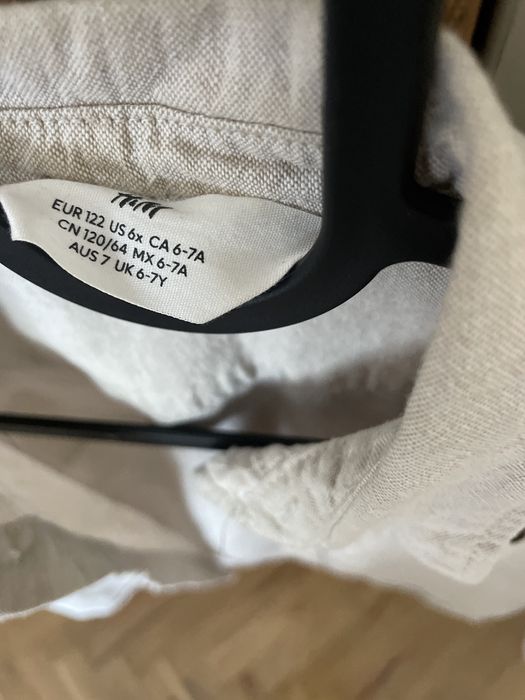 EUR 122 US 6x CA 6-7A
CN 120/64 MX 6-7A
AUS 7 UK 6-7Y